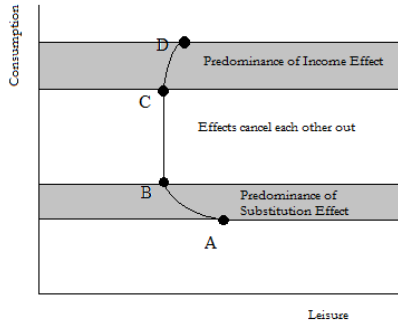 Consumption
D
Predominance of Income Effect
C
Effects cancel each other out
B
Predominance of
Substitution Effect
A
Leisure